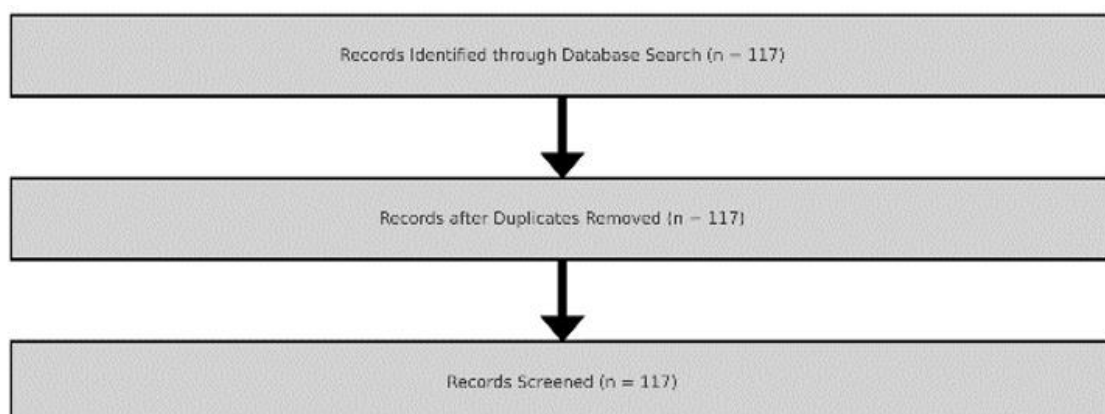 Records Identified through Database Search (n − 117)
Records after Duplicates Removed (n − 117)
Records Screened (n = 117)